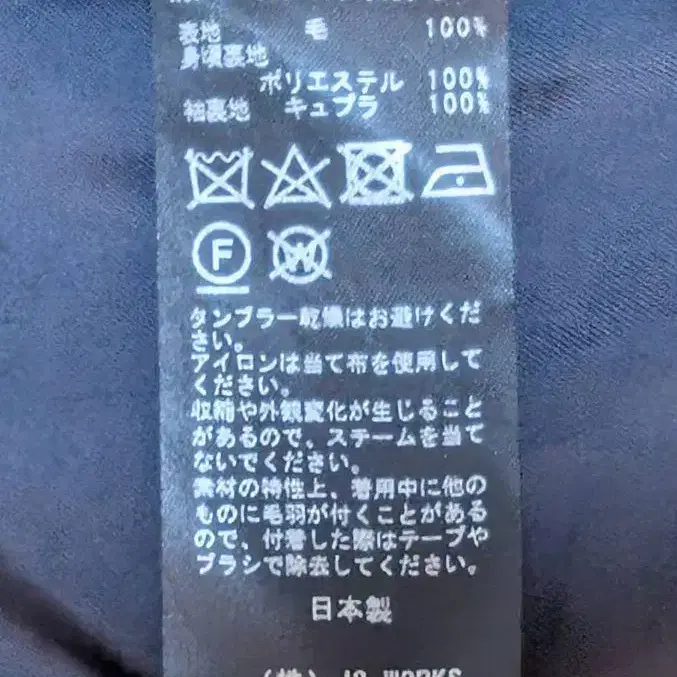 表地 毛 100%
身頃裏地
ポリエステル 100%
袖裏地 キュプラ 100%
F W
タンブラー乾燥はお避けくだ
さい。
アイロンは当て布を使用して
ください。
収縮や外観変化が生じること
があるので、スチームを当て
ないでください。
素材の特性上、着用中に他の
ものに毛羽が付くことがある
ので、付着した際はテープや
ブラシで除去してください。
日本製